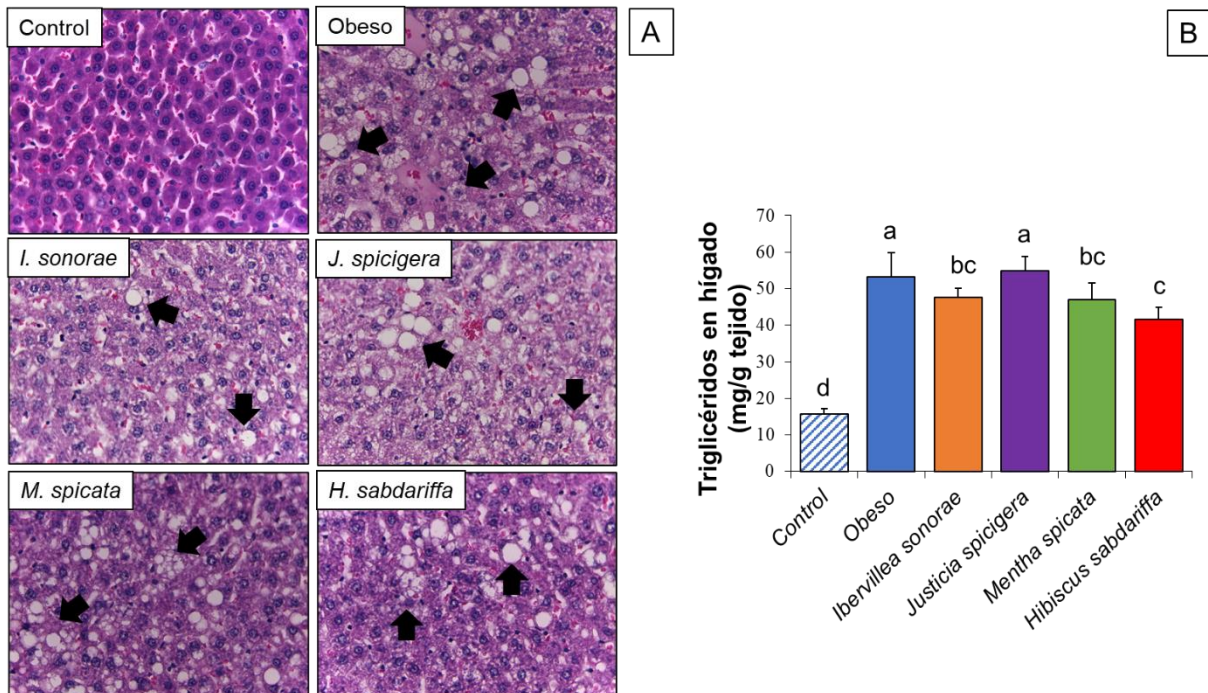 Control
Obeso
A
B
I. sonorae
J. spicigera
M. spicata
H. sabdariffa
Triglicéridos en hígado
(mg/g tejido)
70
60
50
40
30
20
10
0
d
a
bc
a
bc
c
Control
Obeso
Ibervillea sonorae
Justicia spicigera
Mentha spicata
Hibiscus sabdariffa